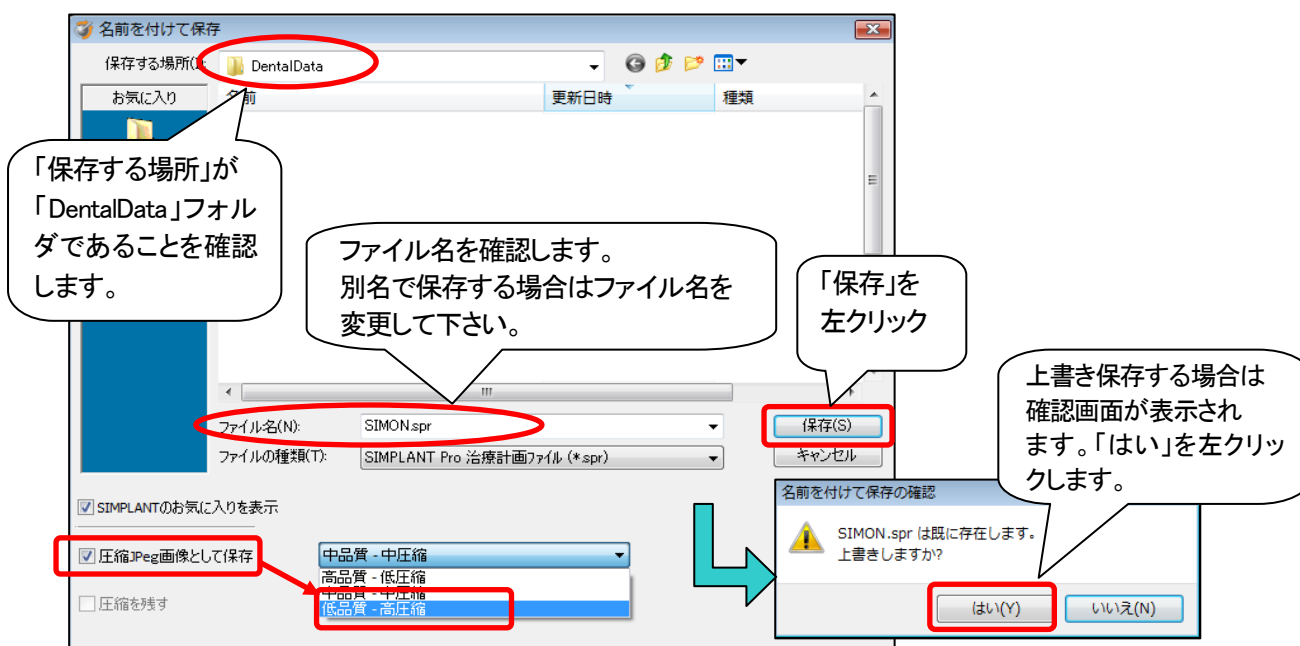 名前を付けて保存
保存する場所(I):
DentalData
お気に入り
名前
更新日時
種類
「保存する場所」が
「DentalData」フォル
ダであることを確認
します。
ファイル名を確認します。
別名で保存する場合はファイル名を
変更して下さい。
「保存」を
左クリック
上書き保存する場合は
確認画面が表示され
ます。「はい」を左クリッ
クします。
ファイル名(N):
SIMON.spr
保存(S)
ファイルの種類(T):
SIMPLANT Pro 治療計画ファイル (*.spr)
キャンセル
SIMPLANTのお気に入りを表示
圧縮JPeg画像として保存
中品質 - 中圧縮
高品質 - 低圧縮
中品質 - 中圧縮
低品質 - 高圧縮
圧縮を残す
名前を付けて保存の確認
SIMON.spr は既に存在します。
上書きしますか?
はい(Y)
いいえ(N)